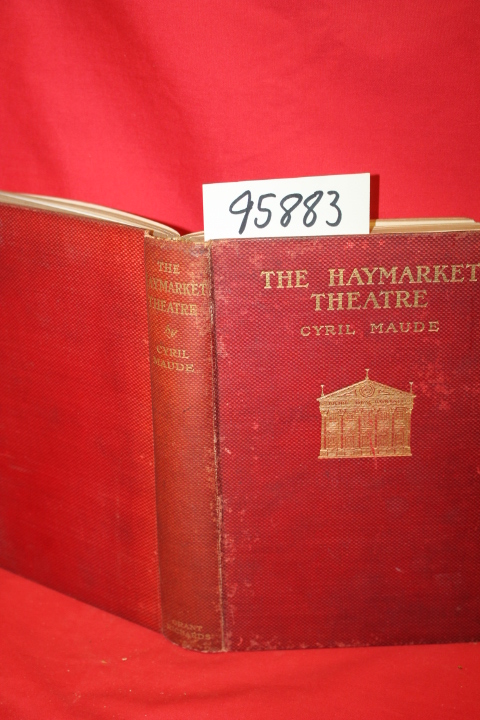 95883
THE HAYMARKET
THEATRE
CYRIL MAUDE
THE
HAYMARKET
THEATRE
CYRIL
MAUDE
GRANT
RICHARDS